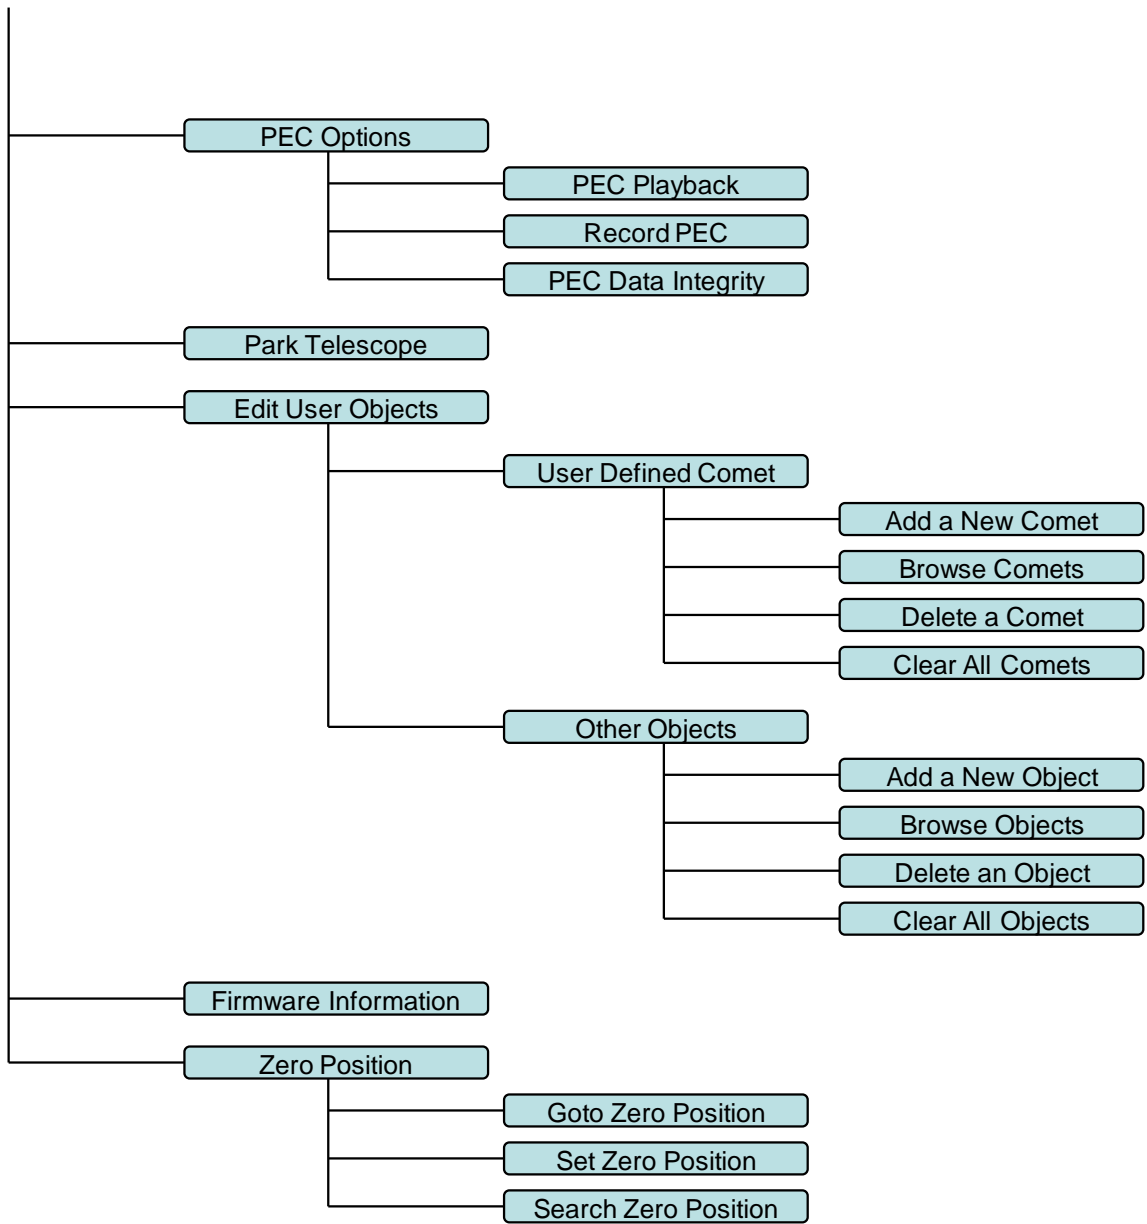 PEC Options
PEC Playback
Record PEC
PEC Data Integrity
Park Telescope
Edit User Objects
User Defined Comet
Add a New Comet
Browse Comets
Delete a Comet
Clear All Comets
Other Objects
Add a New Object
Browse Objects
Delete an Object
Clear All Objects
Firmware Information
Zero Position
Goto Zero Position
Set Zero Position
Search Zero Position